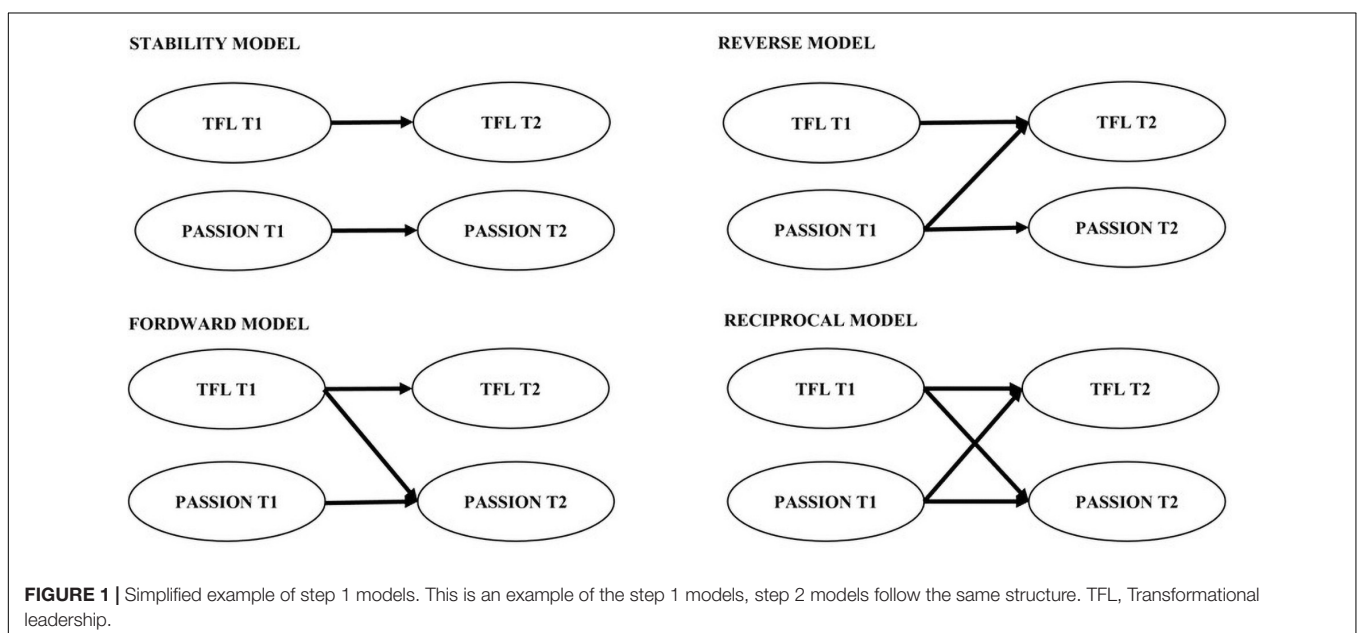 STABILITY MODEL
TFL T1
TFL T2
PASSION T1
PASSION T2
REVERSE MODEL
TFL T1
TFL T2
PASSION T1
PASSION T2
FORDWARD MODEL
TFL T1
TFL T2
PASSION T1
PASSION T2
RECIPROCAL MODEL
TFL T1
TFL T2
PASSION T1
PASSION T2
FIGURE 1 | Simplified example of step 1 models. This is an example of the step 1 models, step 2 models follow the same structure. TFL, Transformational
leadership.